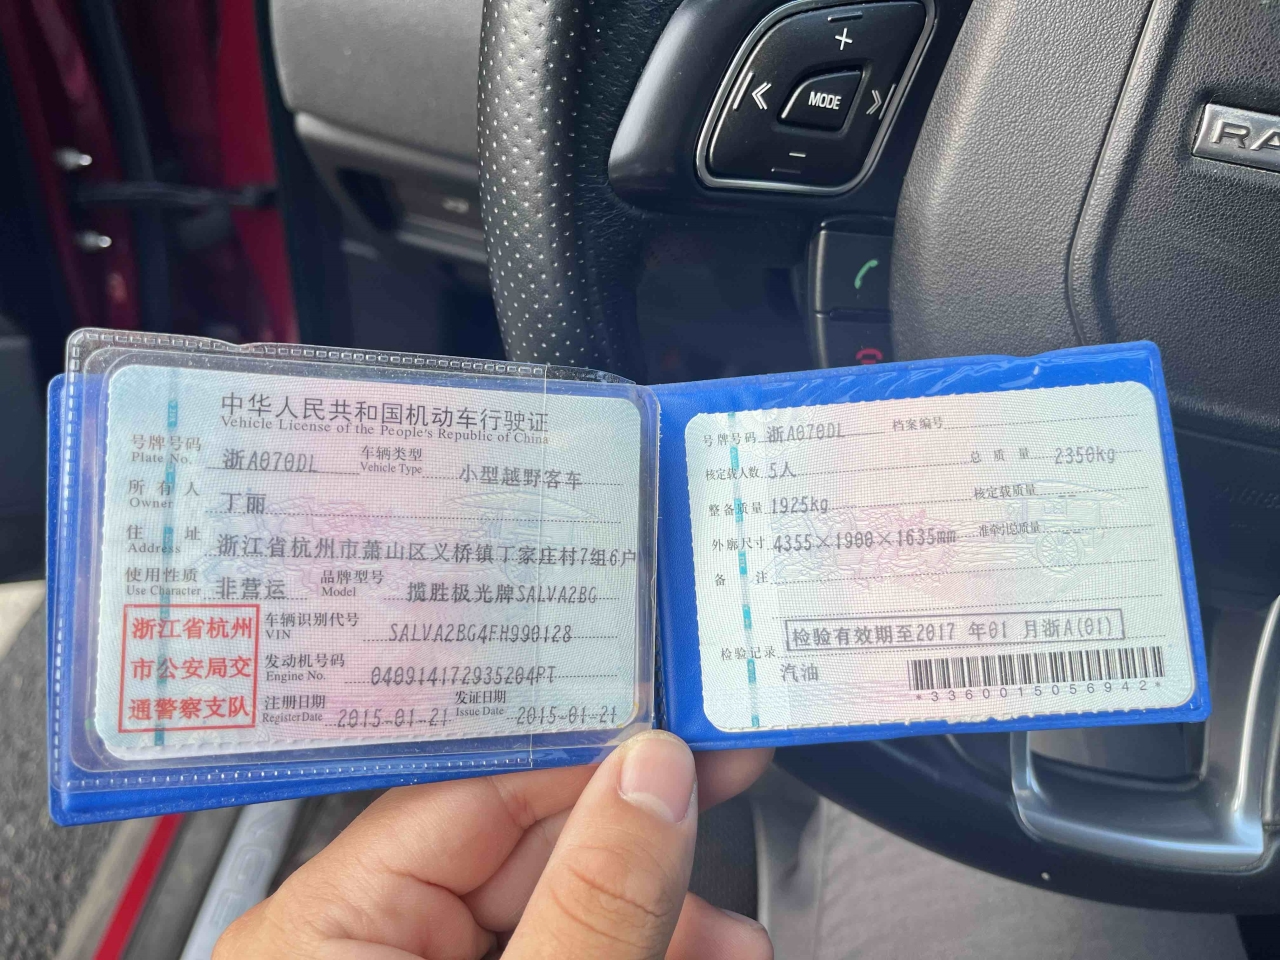 MODE
RA
中华人民共和国机动车行驶证
Vehicle License of the People's Republic of China
号牌号码 浙A070DL 车辆类型 小型越野客车
Plate No. Vehicle Type
所有人 丁丽
Owner
住址 浙江省杭州市萧山区义桥镇丁家庄村7组6户
Address
使用性质 非营运 品牌型号 揽胜极光牌SALVA2BG
Use Character Model
浙江省杭州
市公安局交
通警察支队
车辆识别代号 SALVA2BG4FH990128
VIN
发动机号码 040914172935204PT
Engine No.
注册日期 2015-01-21 发证日期 2015-01-21
Register Date Issue Date
号牌号码 浙A070DL 档案编号
核定载人数 5人 总质量 2350kg
整备质量 1925kg 核定载质量 --
外廓尺寸 4355×1900×1635mm 准牵引总质量
备注
检验有效期至2017 年01 月浙A(01)
检验记录
汽油
*3360015056942*